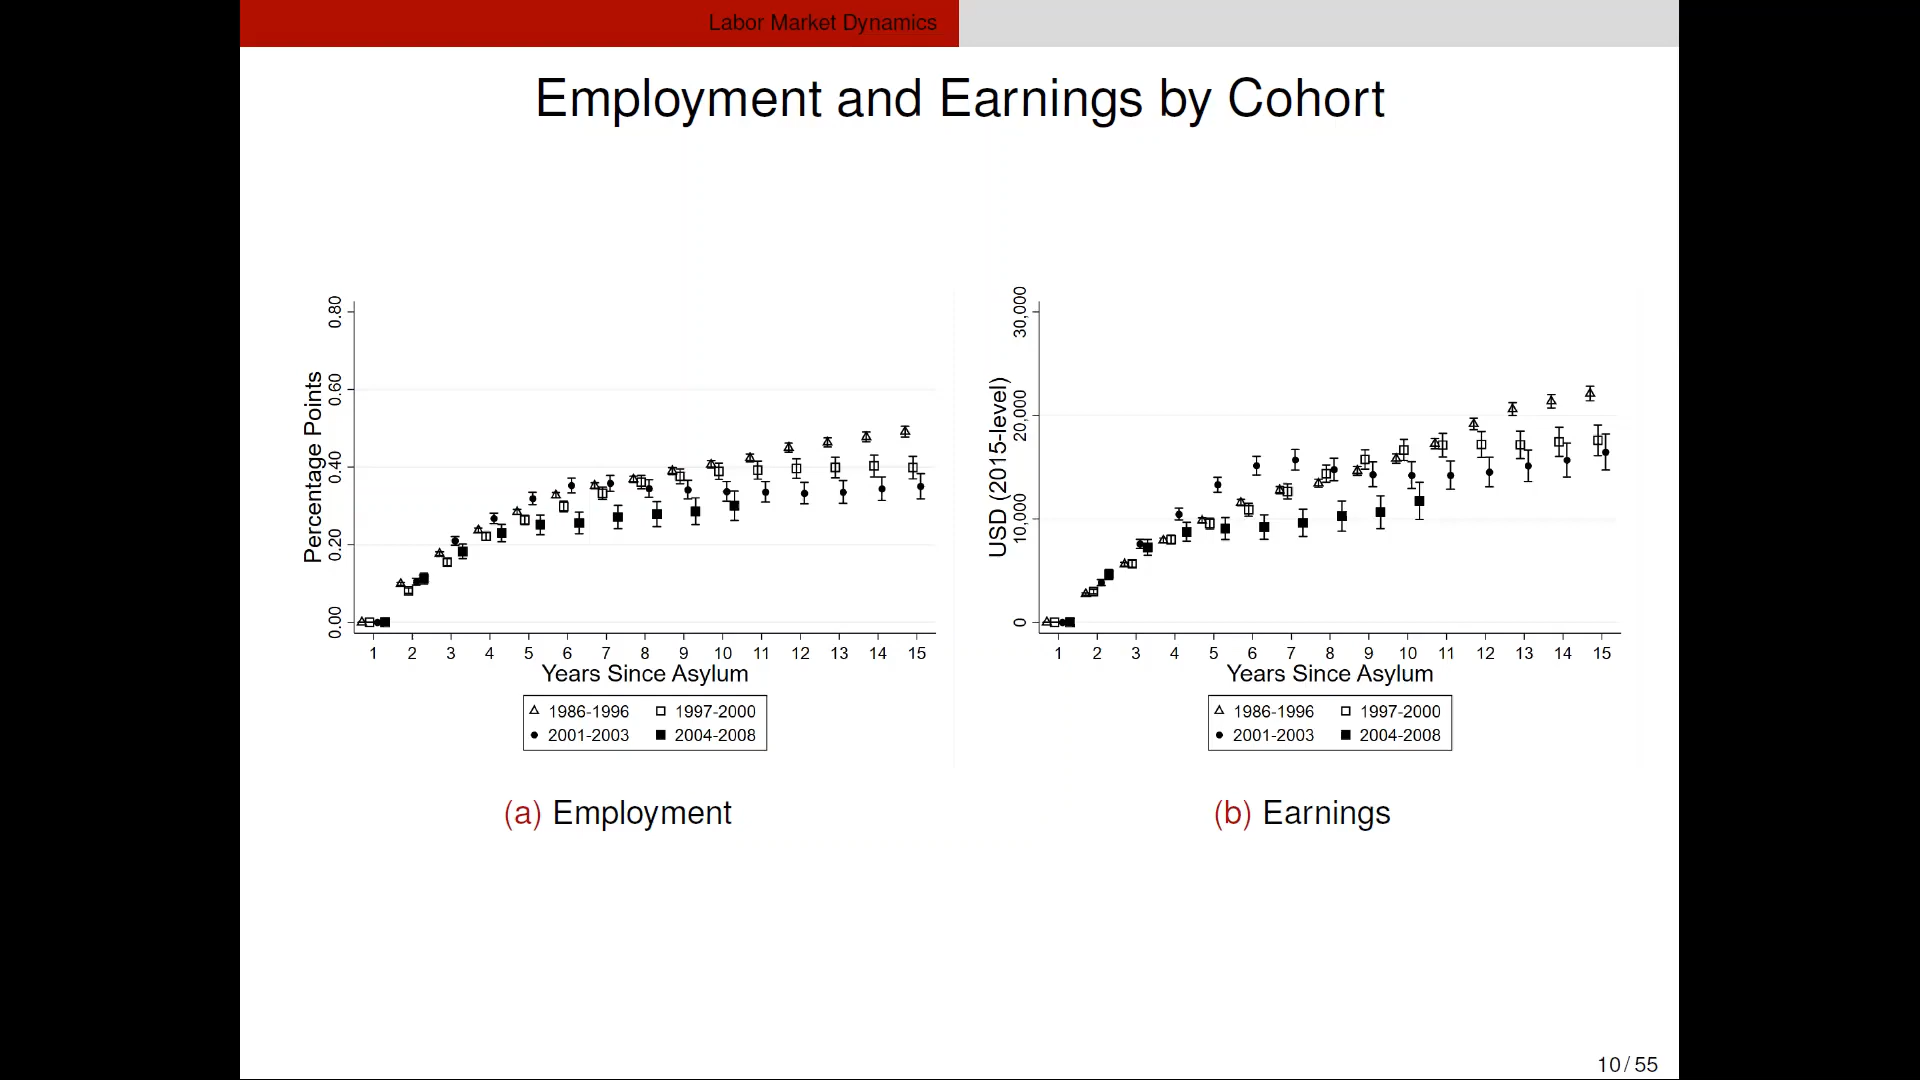 Labor Market Dynamics
Employment and Earnings by Cohort
Percentage Points
0.80
0.60
0.40
0.20
0.00
1 2 3 4 5 6 7 8 9 10 11 12 13 14 15
Years Since Asylum
1986-1996 1997-2000
2001-2003 2004-2008
(a) Employment
USD (2015-level)
30,000
20,000
10,000
0
1 2 3 4 5 6 7 8 9 10 11 12 13 14 15
Years Since Asylum
1986-1996 1997-2000
2001-2003 2004-2008
(b) Earnings
10 / 55